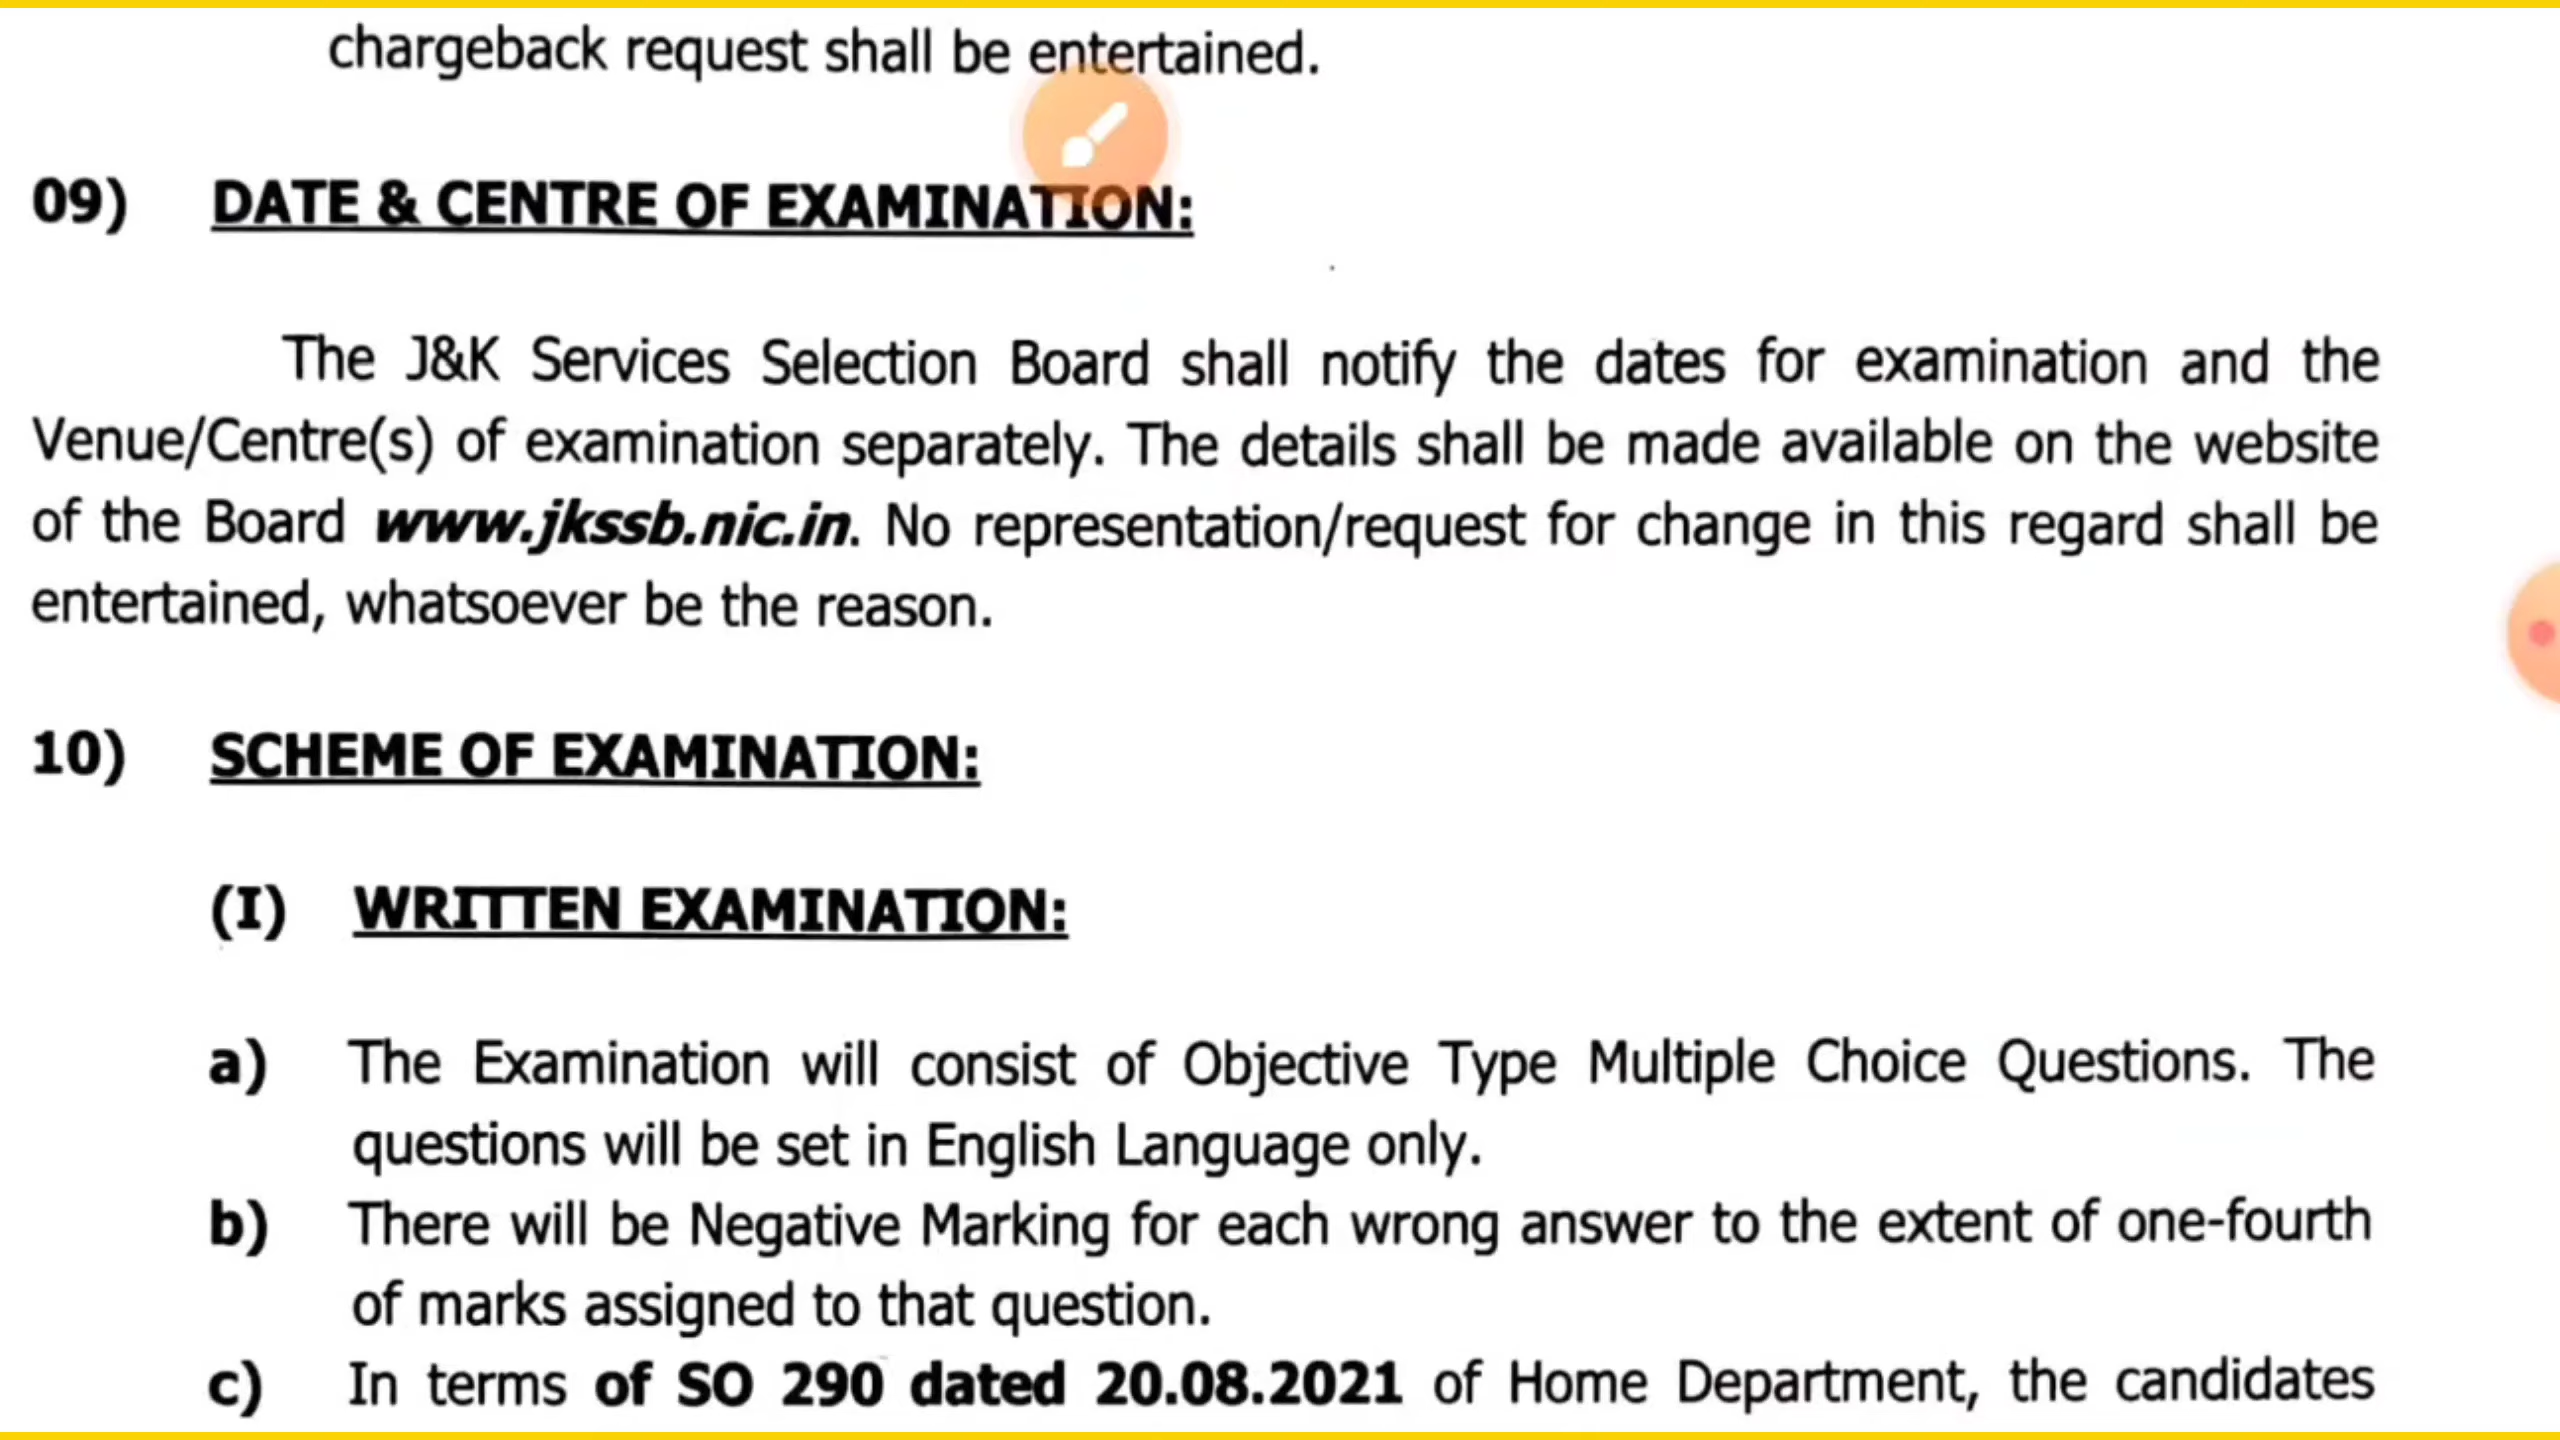 chargeback request shall be entertained.
09) DATE & CENTRE OF EXAMINATION:
The J&K Services Selection Board shall notify the dates for examination and the
Venue/Centre(s) of examination separately. The details shall be made available on the website
of the Board www.jkssb.nic.in. No representation/request for change in this regard shall be
entertained, whatsoever be the reason.
10) SCHEME OF EXAMINATION:
(I) WRITTEN EXAMINATION:
a) The Examination will consist of Objective Type Multiple Choice Questions. The
questions will be set in English Language only.
b) There will be Negative Marking for each wrong answer to the extent of one-fourth
of marks assigned to that question.
c) In terms of SO 290 dated 20.08.2021 of Home Department, the candidates